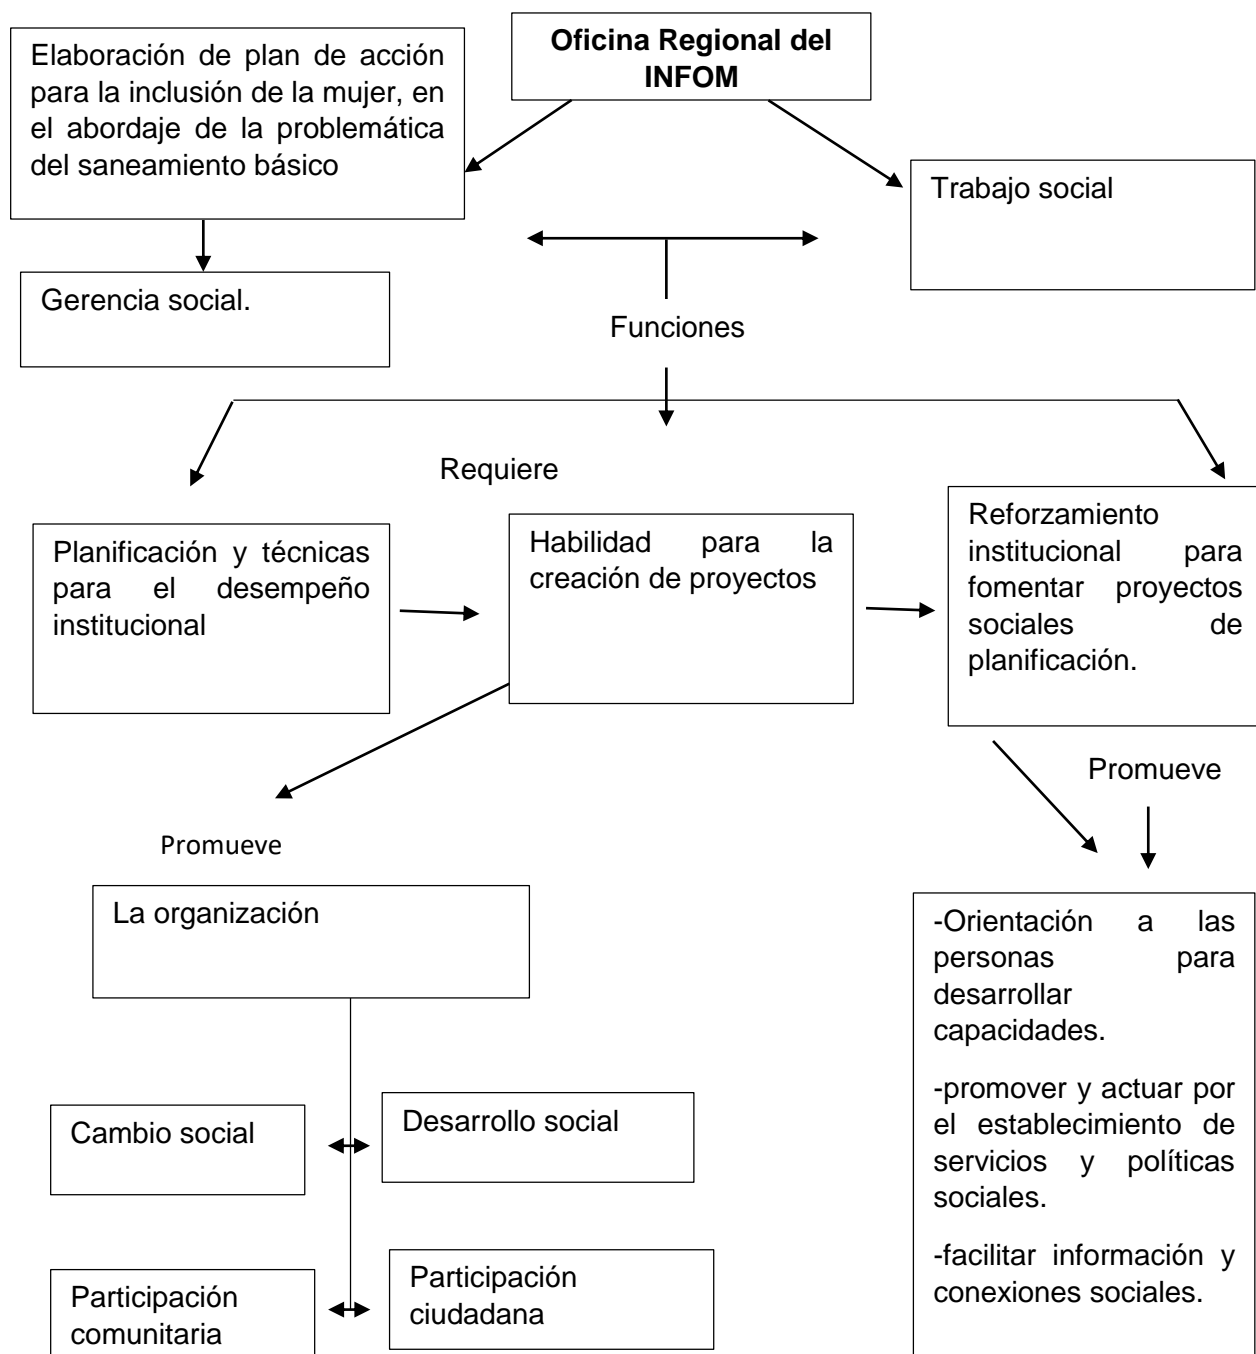 Oficina Regional del
INFOM
Elaboración de plan de acción
para la inclusión de la mujer, en
el abordaje de la problemática
del saneamiento básico
Trabajo social
Gerencia social.
Funciones
Requiere
Planificación y técnicas
para el desempeño
institucional
Habilidad para la
creación de proyectos
Reforzamiento
institucional para
fomentar proyectos
sociales de
planificación.
Promueve
Promueve
La organización
-Orientación a las
personas para
desarrollar
capacidades.
-promover y actuar por
el establecimiento de
servicios y políticas
sociales.
-facilitar información y
conexiones sociales.
Cambio social
Desarrollo social
Participación
comunitaria
Participación
ciudadana